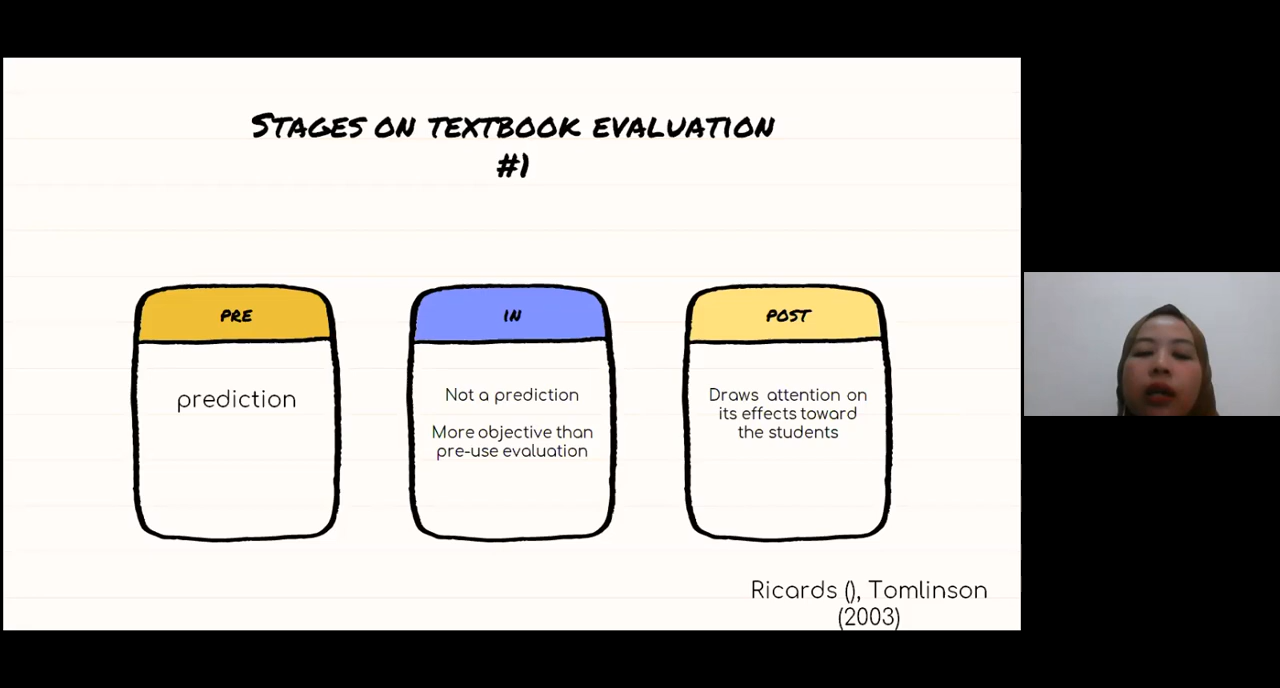 STAGES ON TEXTBOOK EVALUATION
#1
PRE
prediction
IN
Not a prediction
More objective than
pre-use evaluation
POST
Draws attention on
its effects toward
the students
Ricards (), Tomlinson
(2003)